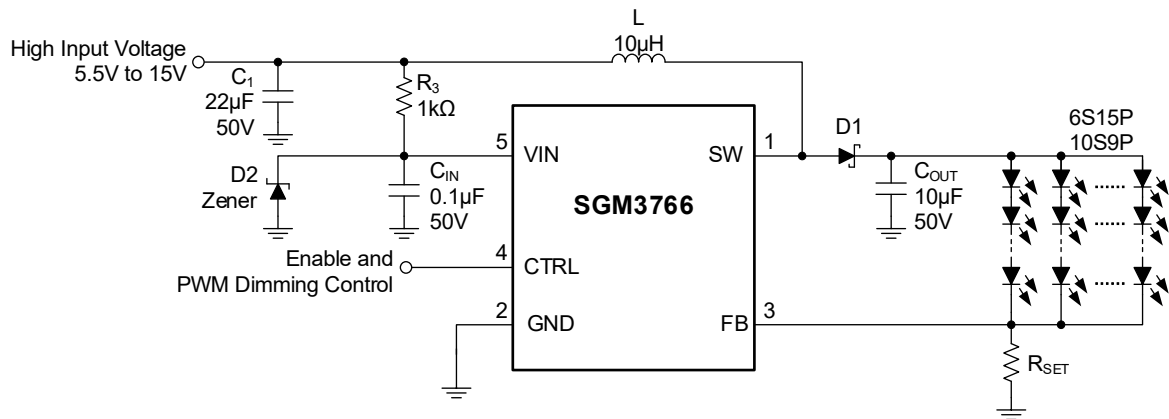 L
10μH
High Input Voltage
5.5V to 15V
C1
22μF
50V
R3
1kΩ
6S15P
10S9P
5
VIN
SW
1
D1
D2
Zener
CIN
0.1μF
50V
SGM3766
COUT
10μF
50V
Enable and
PWM Dimming Control
4
CTRL
2
GND
FB
3
RSET